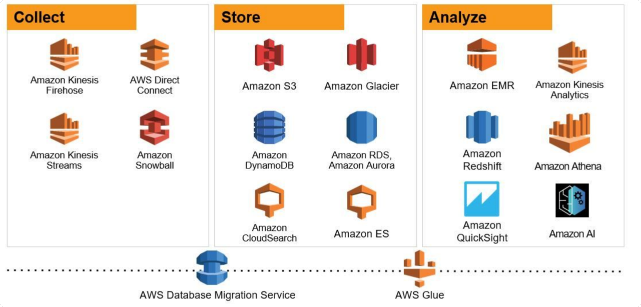 Collect
Store
Analyze
Amazon Kinesis
Firehose
AWS Direct
Connect
Amazon Kinesis
Streams
Amazon
Snowball
Amazon S3
Amazon Glacier
Amazon
DynamoDB
Amazon RDS,
Amazon Aurora
Amazon
CloudSearch
Amazon ES
Amazon EMR
Amazon Kinesis
Analytics
Amazon
Redshift
Amazon Athena
Amazon
QuickSight
Amazon AI
AWS Database Migration Service
AWS Glue